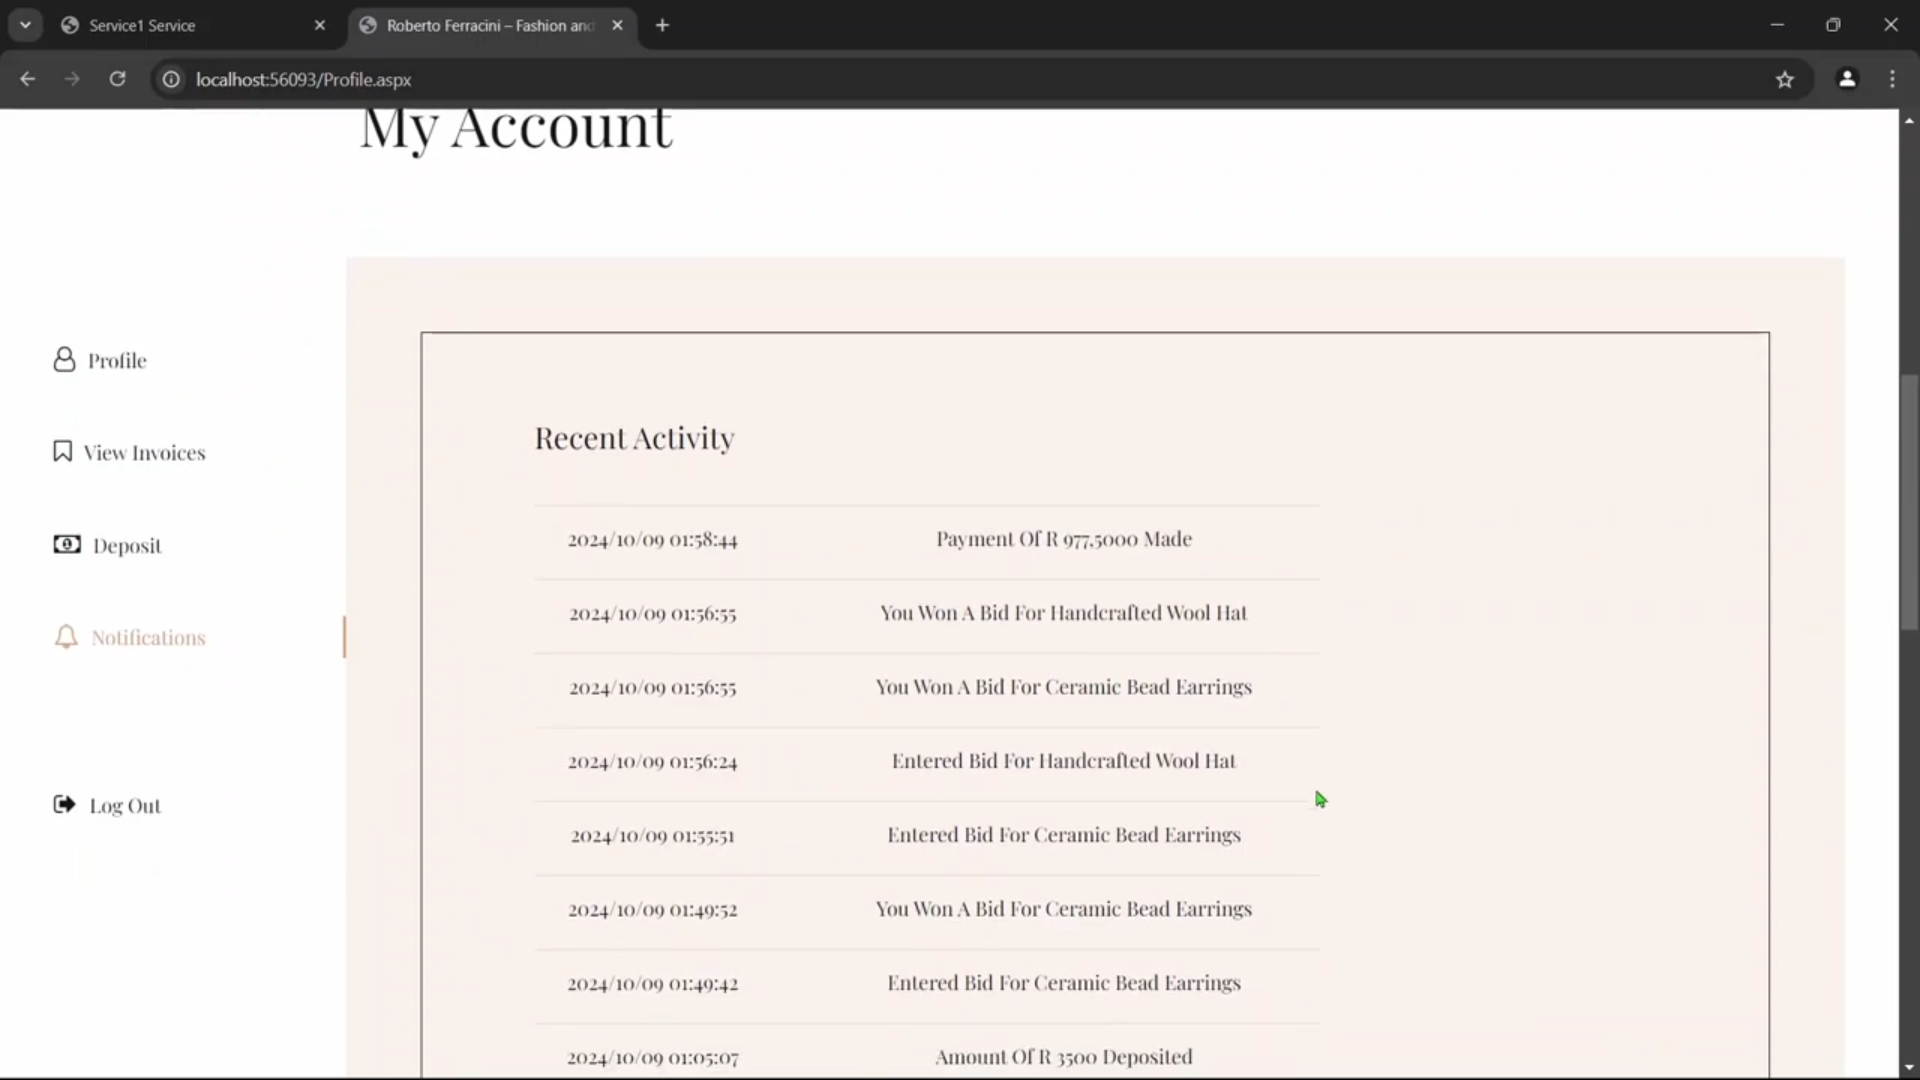 Service1 Service
Roberto Ferracini – Fashion and
localhost:56093/Profile.aspx
My Account
Profile
View Invoices
Deposit
Notifications
Log Out
Recent Activity
2024/10/09 01:58:44 Payment Of R 977,5000 Made
2024/10/09 01:56:55 You Won A Bid For Handcrafted Wool Hat
2024/10/09 01:56:55 You Won A Bid For Ceramic Bead Earrings
2024/10/09 01:56:24 Entered Bid For Handcrafted Wool Hat
2024/10/09 01:55:51 Entered Bid For Ceramic Bead Earrings
2024/10/09 01:49:52 You Won A Bid For Ceramic Bead Earrings
2024/10/09 01:49:42 Entered Bid For Ceramic Bead Earrings
2024/10/09 01:05:07 Amount Of R 3500 Deposited